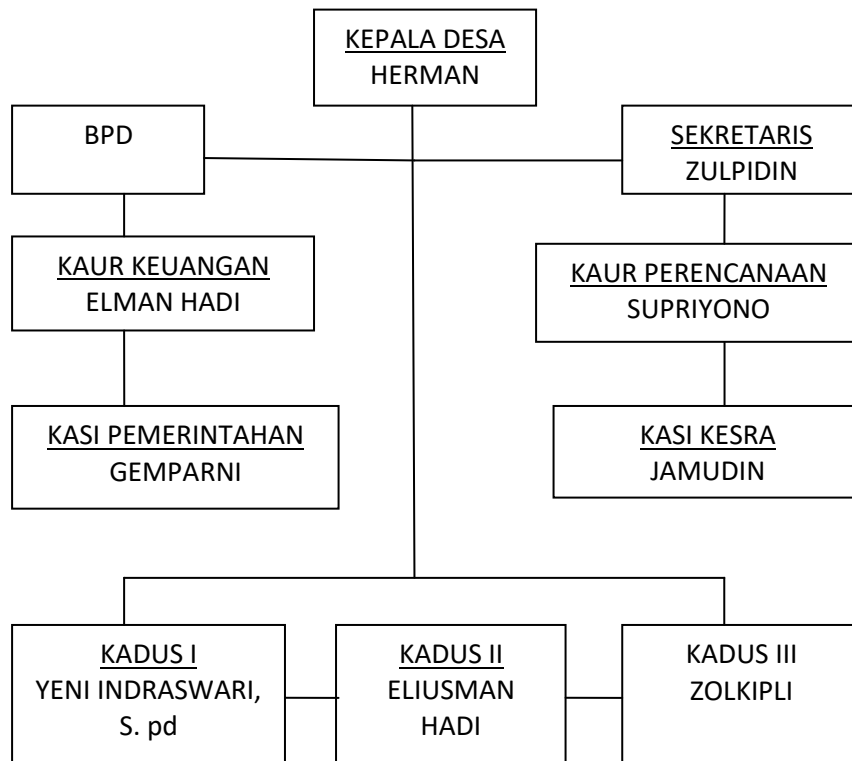 KEPALA DESA
HERMAN
BPD
SEKRETARIS
ZULPIDIN
KAUR KEUANGAN
ELMAN HADI
KAUR PERENCANAAN
SUPRIYONO
KASI PEMERINTAHAN
GEMPARNI
KASI KESRA
JAMUDIN
KADUS I
YENI INDRASWARI,
S. pd
KADUS II
ELIUSMAN
HADI
KADUS III
ZOLKIPLI